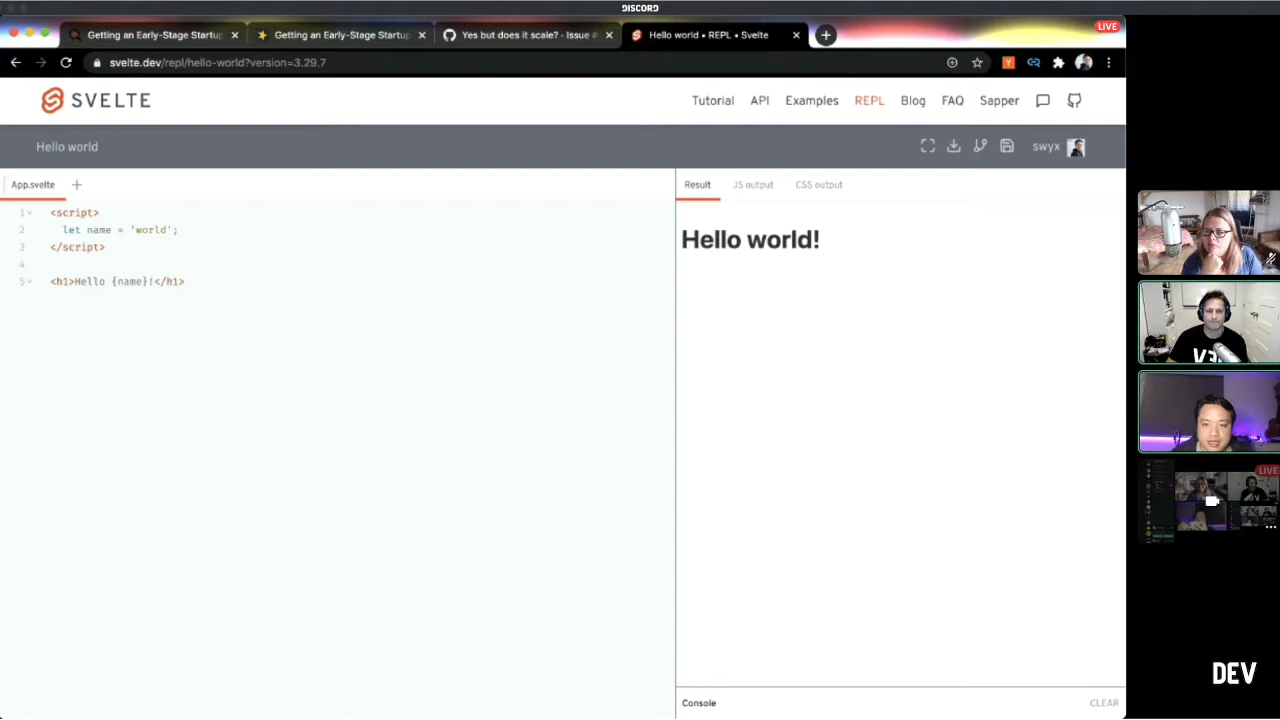 DISCORD
Getting an Early-Stage Startup
Getting an Early-Stage Startup
Yes but does it scale? - Issue #
Hello world • REPL • Svelte
LIVE
svelte.dev/repl/hello-world?version=3.29.7
SVELTE
Tutorial
API
Examples
REPL
Blog
FAQ
Sapper
Hello world
swyx
App.svelte
Result
JS output
CSS output
1 <script>
2 let name = 'world';
3 </script>
4
5 <h1>Hello {name}!</h1>
Hello world!
LIVE
DEV
Console
CLEAR